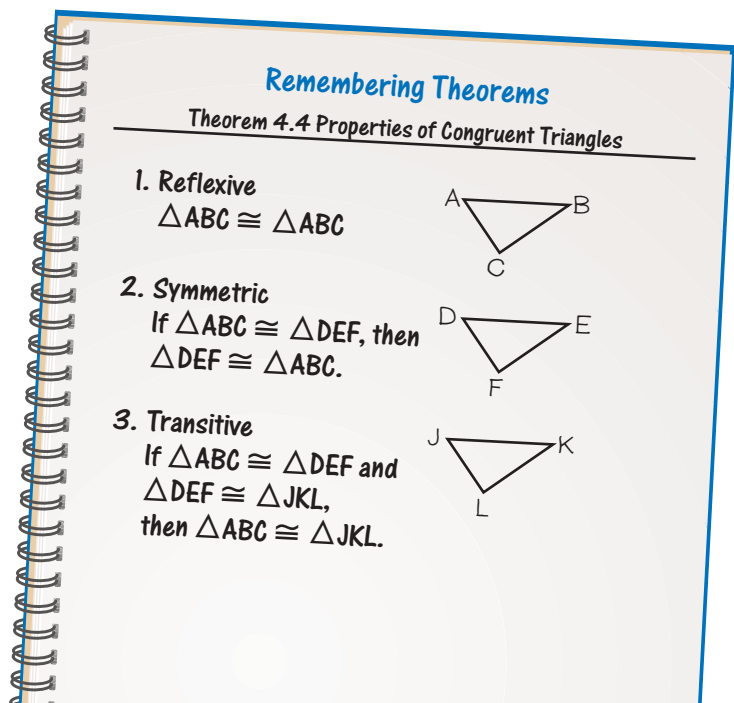 Remembering Theorems
Theorem 4.4 Properties of Congruent Triangles
1. Reflexive
△ABC ≅ △ABC
A
B
C
2. Symmetric
If △ABC ≅ △DEF, then
△DEF ≅ △ABC.
D
E
F
3. Transitive
If △ABC ≅ △DEF and
△DEF ≅ △JKL,
then △ABC ≅ △JKL.
J
K
L